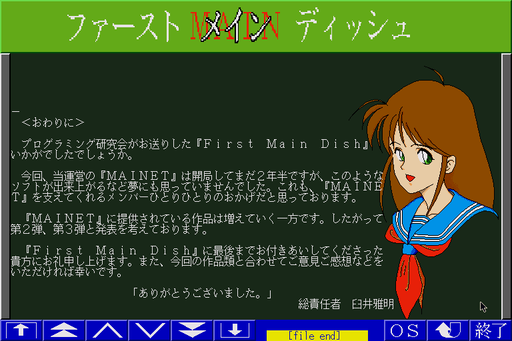 ファースト MAIN メイン ディッシュ
＜おわりに＞
プログラミング研究会がお送りした『First Main Dish』
いかがでしたでしょうか。
今回、当運営の『MAINET』は開局してまだ２年半ですが、このような
ソフトが出来上がるなど夢にも思っていませんでした。これも、『MAINE
T』を支えてくれるメンバーひとりひとりのおかげだと思っております。
『MAINET』に提供されている作品は増えていく一方です。したがって
第２弾、第３弾と発表を考えております。
『First Main Dish』に最後までお付きあいしてくださった
貴方にお礼申し上げます。また、今回の作品類と合わせてご意見ご感想などを
いただければ幸いです。
「ありがとうございました。」
総責任者 臼井雅明
[file end] OS 終了